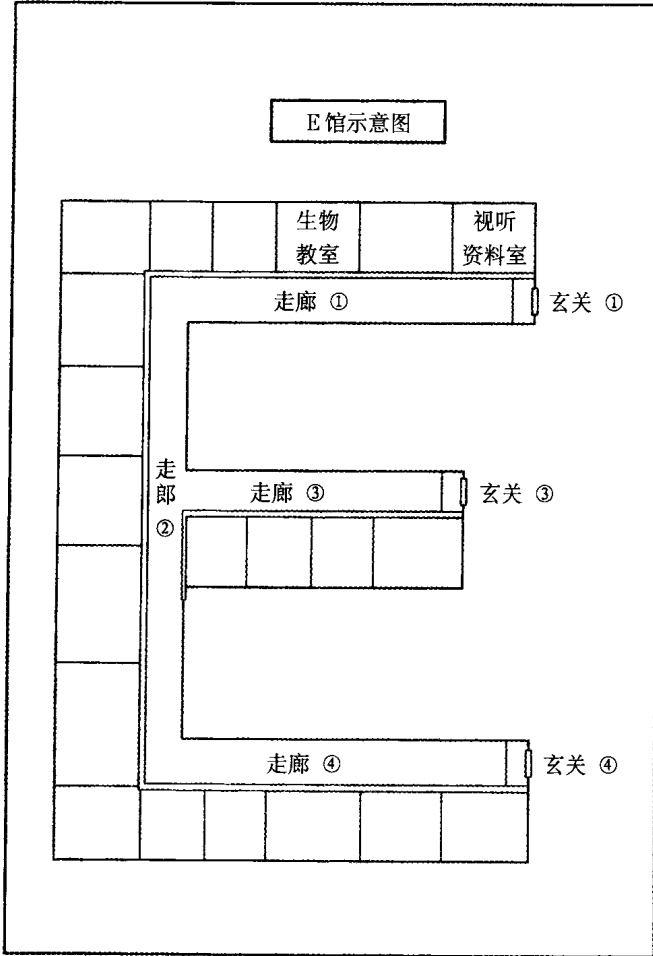 E馆示意图
生物
教室
视听
资料室
走廊 ①
玄关 ①
走郎 ②
走廊 ③
玄关 ③
走廊 ④
玄关 ④